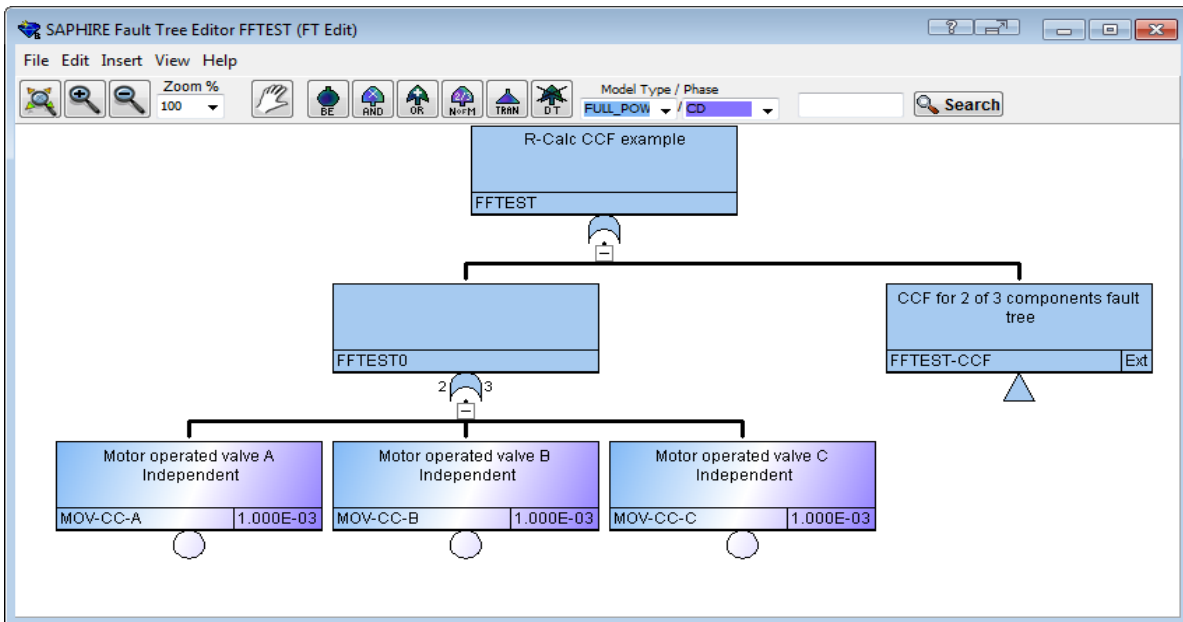 SAPHIRE Fault Tree Editor FFTEST (FT Edit)
?
File Edit Insert View Help
Zoom %
100
BE
AND
OR
2/3
NOFM
TRAN
DT
Model Type / Phase
FULL_POW / CD
Search
R-Calc CCF example
FFTEST
FFTEST0
2 3
CCF for 2 of 3 components fault
tree
FFTEST-CCF Ext
Motor operated valve A
Independent
MOV-CC-A 1.000E-03
Motor operated valve B
Independent
MOV-CC-B 1.000E-03
Motor operated valve C
Independent
MOV-CC-C 1.000E-03